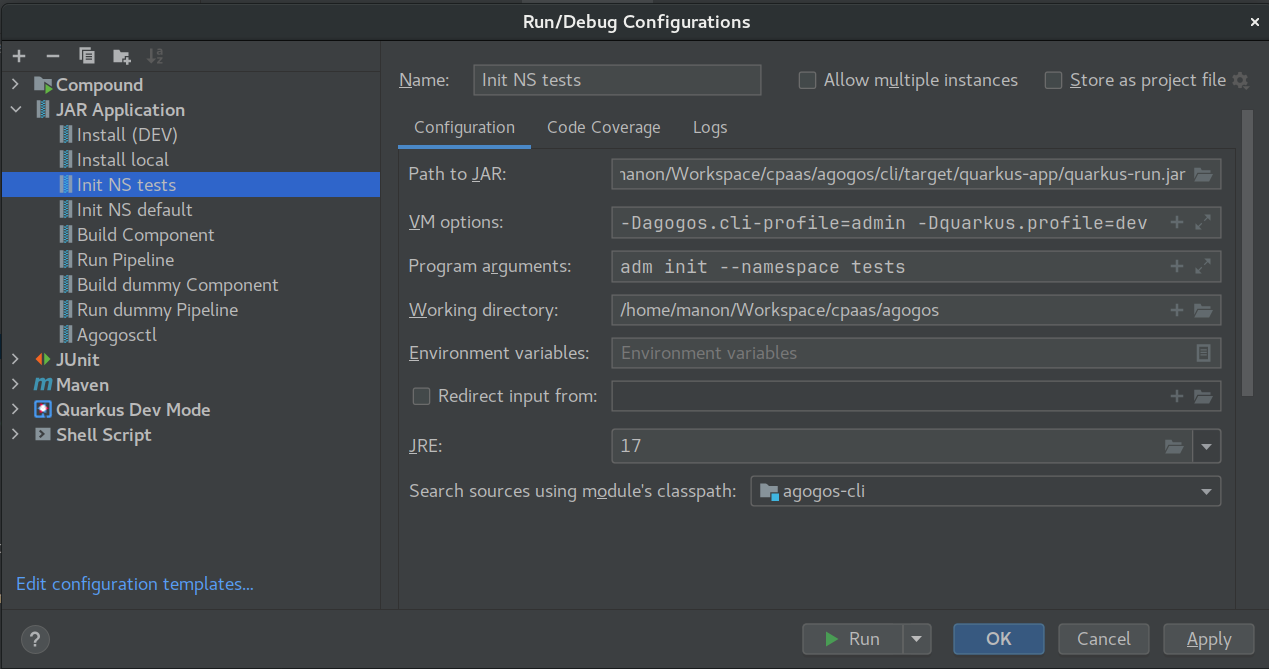 Run/Debug Configurations
Compound
JAR Application
Install (DEV)
Install local
Init NS tests
Init NS default
Build Component
Run Pipeline
Build dummy Component
Run dummy Pipeline
Agogosctl
JUnit
Maven
Quarkus Dev Mode
Shell Script
Edit configuration templates...
Name: Init NS tests Allow multiple instances Store as project file
Configuration Code Coverage Logs
Path to JAR: manon/Workspace/cpaas/agogos/cli/target/quarkus-app/quarkus-run.jar
VM options: -Dagogos.cli-profile=admin -Dquarkus.profile=dev
Program arguments: adm init --namespace tests
Working directory: /home/manon/Workspace/cpaas/agogos
Environment variables: Environment variables
Redirect input from:
JRE: 17
Search sources using module's classpath: agogos-cli
? Run OK Cancel Apply